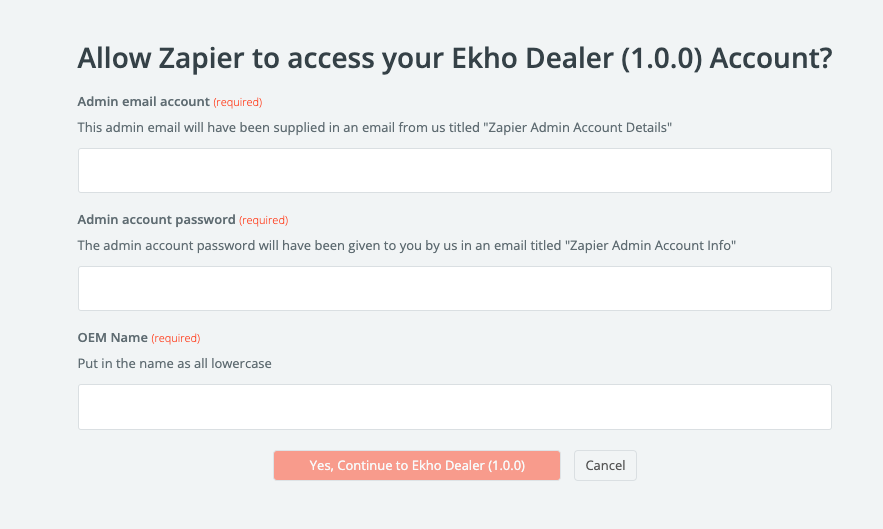 Allow Zapier to access your Ekho Dealer (1.0.0) Account?
Admin email account (required)
This admin email will have been supplied in an email from us titled "Zapier Admin Account Details"
Admin account password (required)
The admin account password will have been given to you by us in an email titled "Zapier Admin Account Info"
OEM Name (required)
Put in the name as all lowercase
Yes, Continue to Ekho Dealer (1.0.0) Cancel